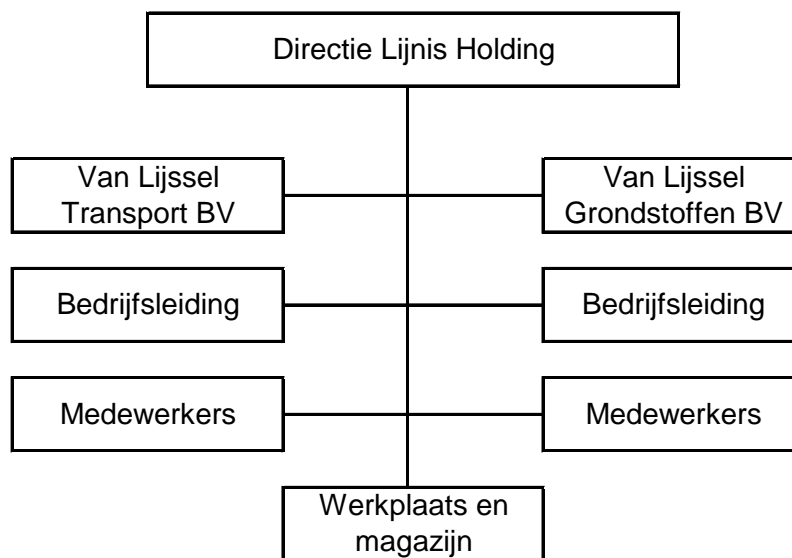 Directie Lijnis Holding
Van Lijssel
Transport BV
Van Lijssel
Grondstoffen BV
Bedrijfsleiding
Bedrijfsleiding
Medewerkers
Medewerkers
Werkplaats en
magazijn